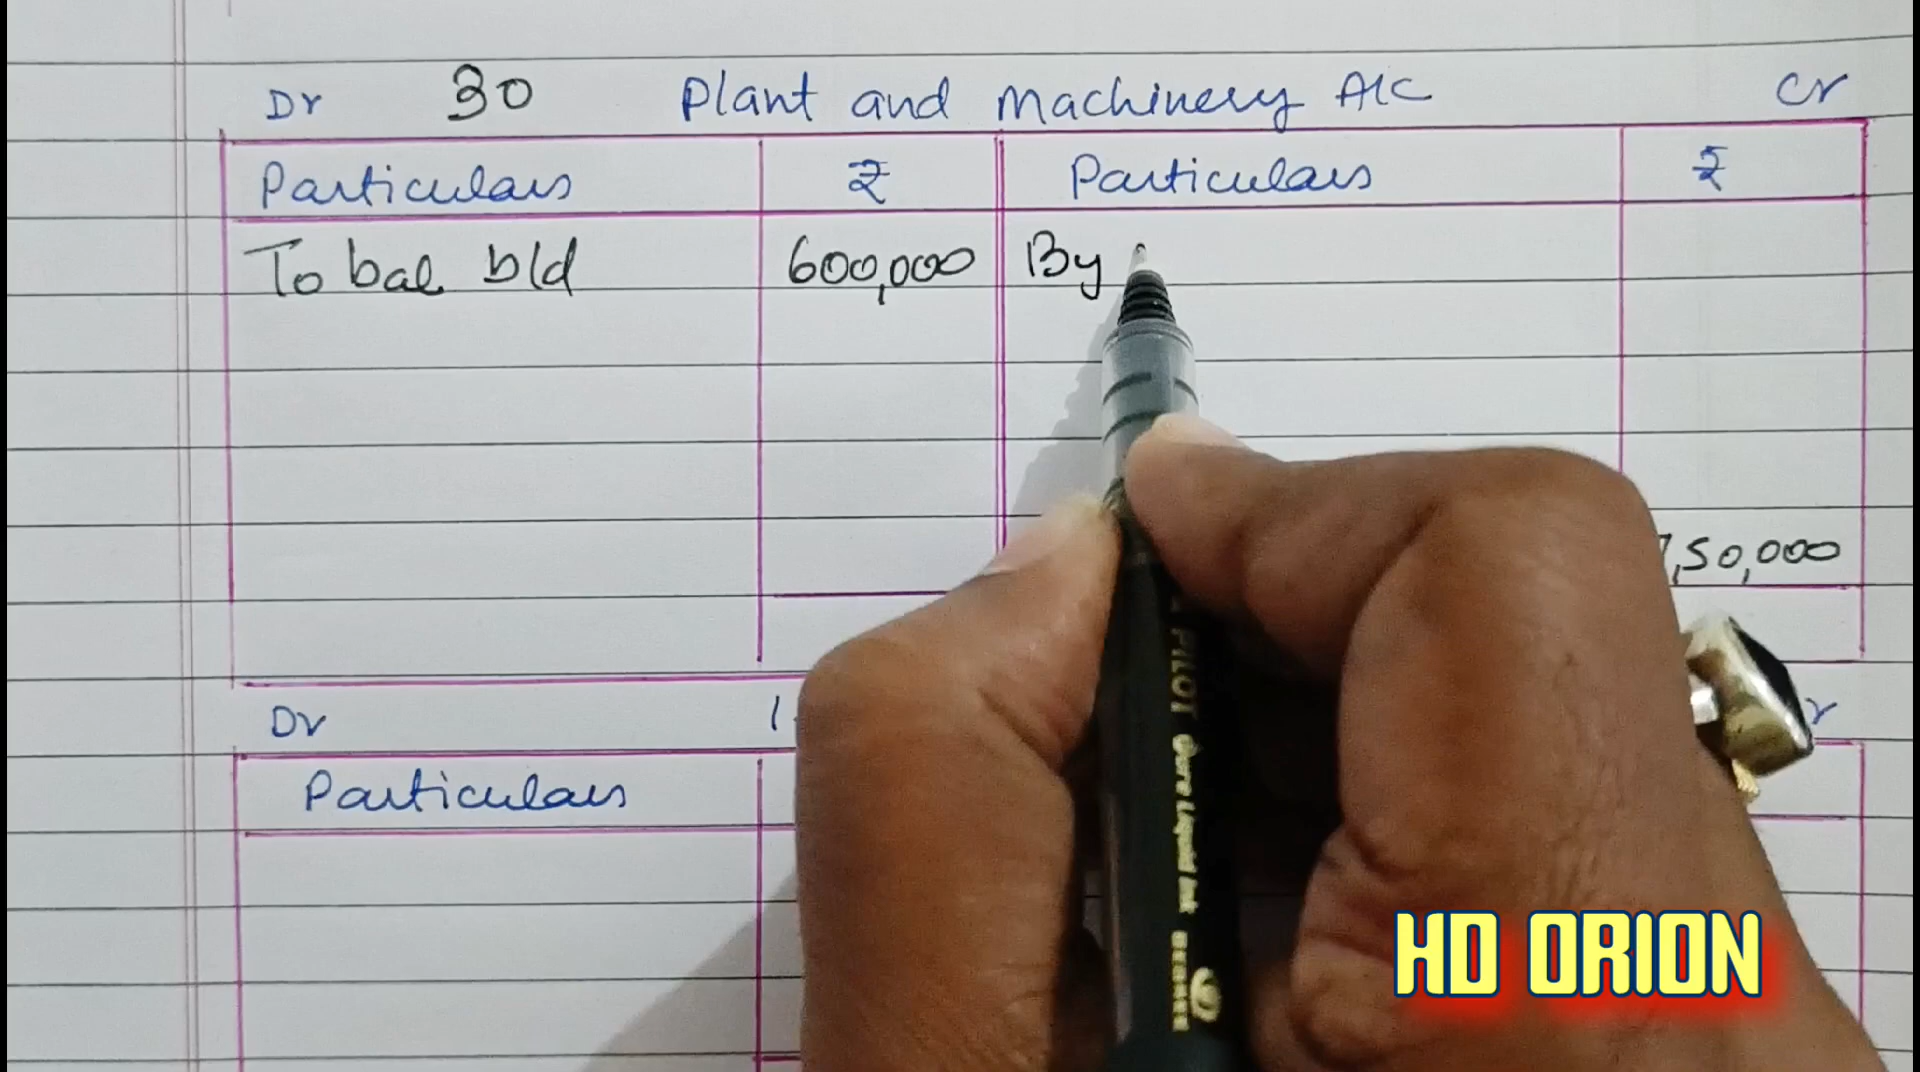 Dr 30 Plant and Machinery A/C Cr
Particulars ₹ Particulars ₹
To bal b/d 600,000 By
,50,000
Dr
Particulars
PILOT
HD ORION